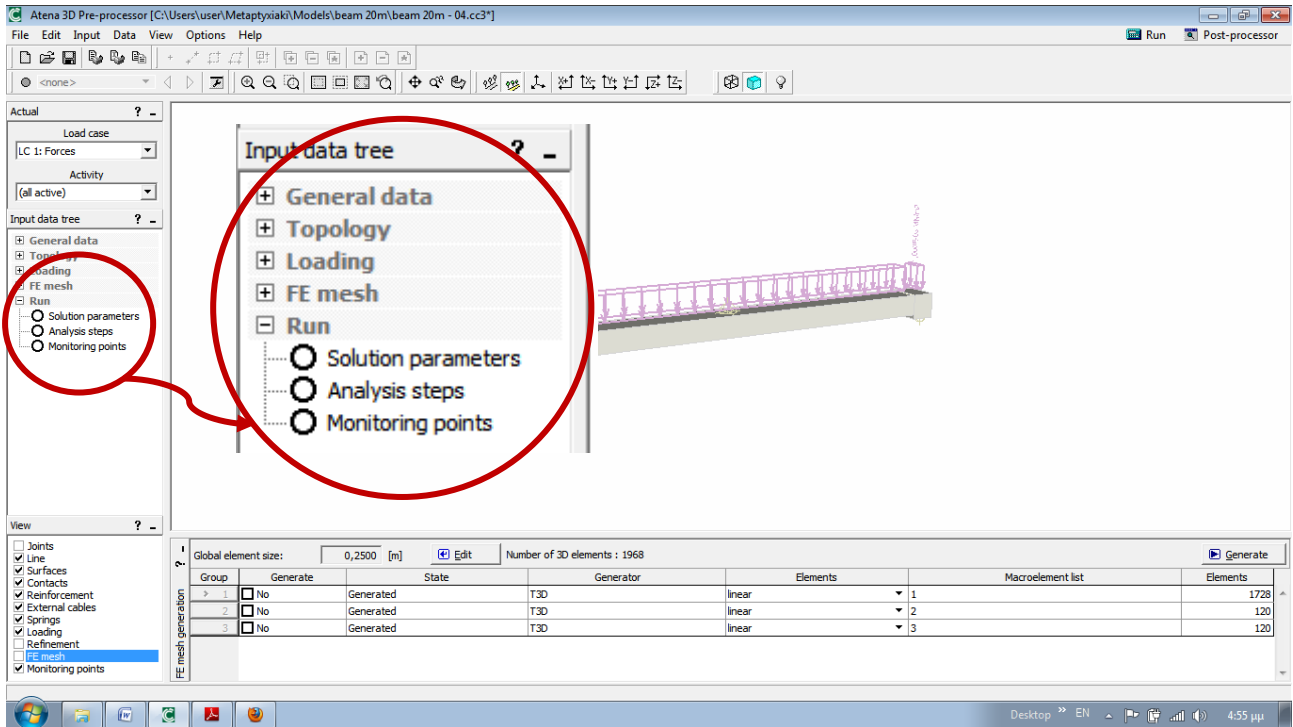 Atena 3D Pre-processor [C:\Users\user\Metaptyxiaki\Models\beam 20m\beam 20m - 04.cc3*]
File Edit Input Data View Options Help Run Post-processor
<none>
Actual ? _
Load case
LC 1: Forces
Activity
(all active)
Input data tree ? _
General data
Topology
Loading
FE mesh
Run
Solution parameters
Analysis steps
Monitoring points
Input data tree ? _
General data
Topology
Loading
FE mesh
Run
Solution parameters
Analysis steps
Monitoring points
View ? _
Joints
Line
Surfaces
Contacts
Reinforcement
External cables
Springs
Loading
Refinement
FE mesh
Monitoring points
FE mesh generation ? _
Global element size: 0,2500 [m] Edit Number of 3D elements : 1968 Generate
Group Generate State Generator Elements Macroelement list Elements
> 1 No Generated T3D linear 1 1728
2 No Generated T3D linear 2 120
3 No Generated T3D linear 3 120
Desktop » EN 4:55 μμ